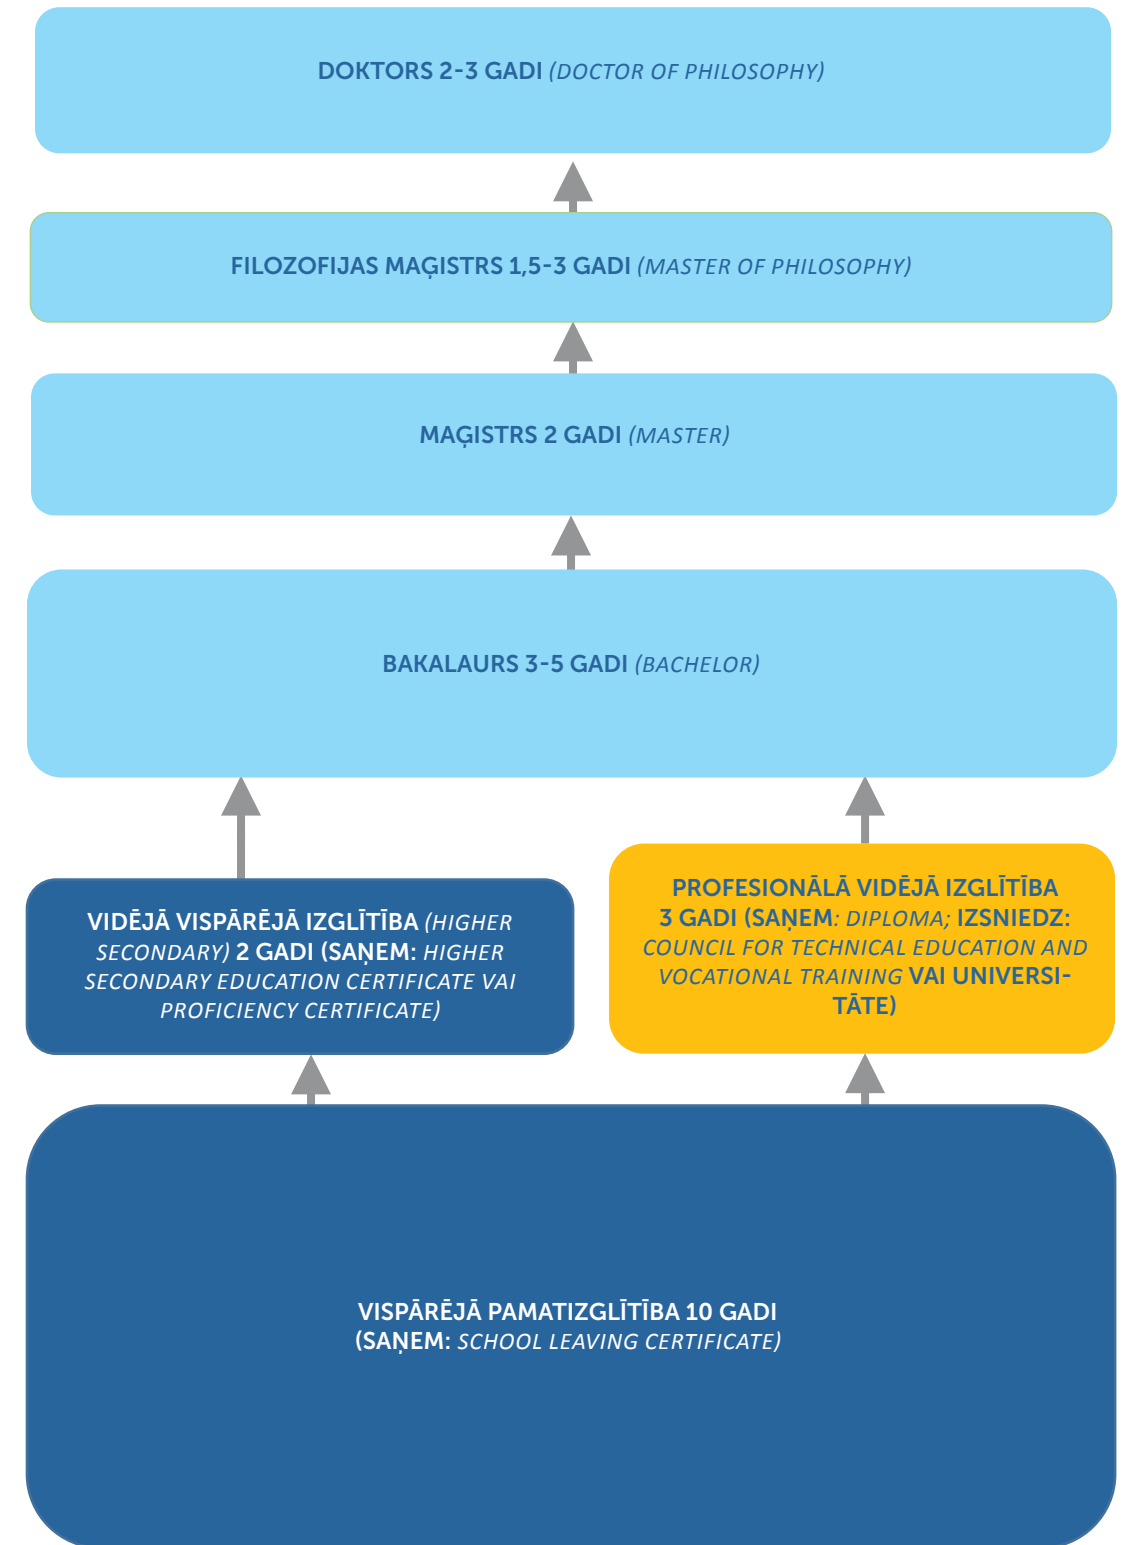 DOKTORS 2-3 GADI (DOCTOR OF PHILOSOPHY)
FILOZOFIJAS MAĢISTRS 1,5-3 GADI (MASTER OF PHILOSOPHY)
MAĢISTRS 2 GADI (MASTER)
BAKALAURS 3-5 GADI (BACHELOR)
VIDĒJĀ VISPĀRĒJĀ IZGLĪTĪBA (HIGHER
SECONDARY) 2 GADI (SAŅEM: HIGHER
SECONDARY EDUCATION CERTIFICATE VAI
PROFICIENCY CERTIFICATE)
PROFESIONĀLĀ VIDĒJĀ IZGLĪTĪBA
3 GADI (SAŅEM: DIPLOMA; IZSNIEDZ:
COUNCIL FOR TECHNICAL EDUCATION AND
VOCATIONAL TRAINING VAI UNIVERSI-
TĀTE)
VISPĀRĒJĀ PAMATIZGLĪTĪBA 10 GADI
(SAŅEM: SCHOOL LEAVING CERTIFICATE)